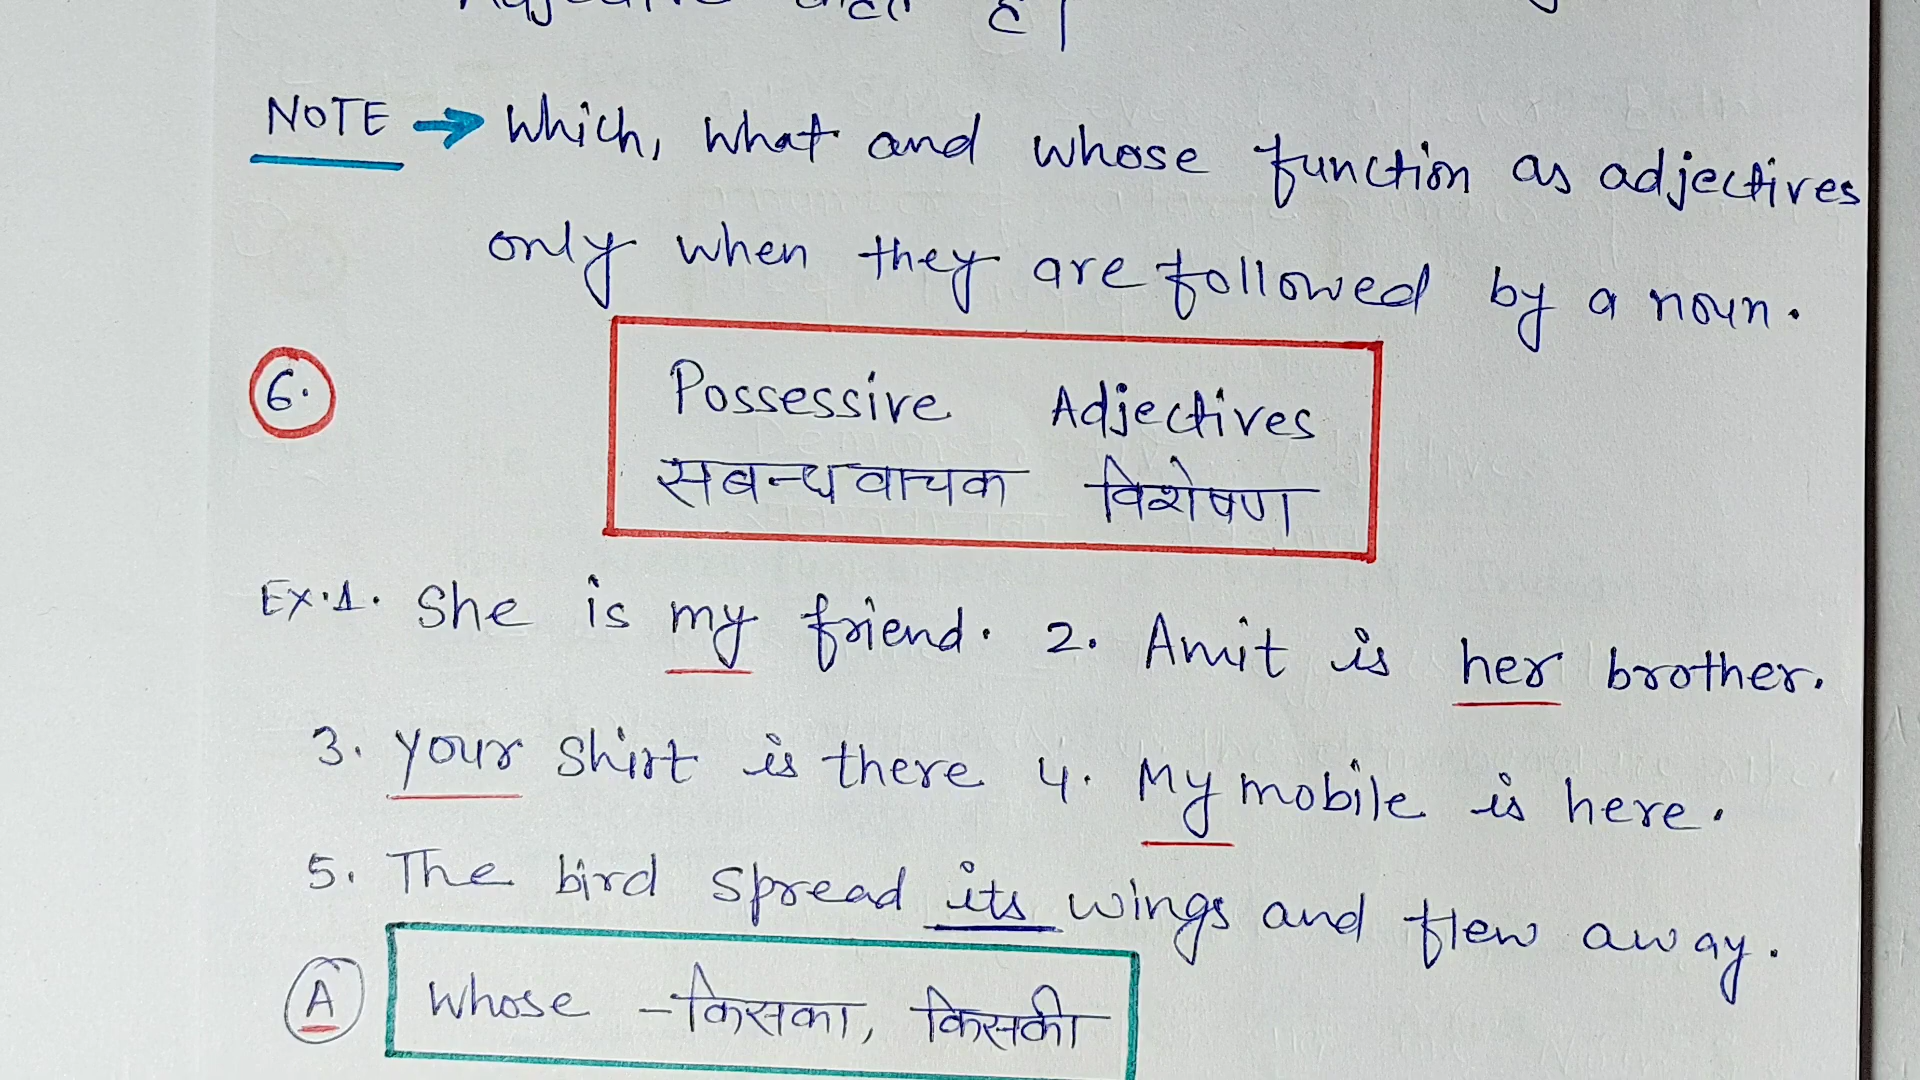 है।
NOTE → Which, What and whose function as adjectives
only when they are followed by a noun.
6.
Possessive Adjectives
सबन्धवाचक विशेषण
Ex.1. She is my friend. 2. Amit is her brother.
3. Your Shirt is there 4. My mobile is here.
5. The bird spread its wings and flew away.
A whose - किसका, किसकी